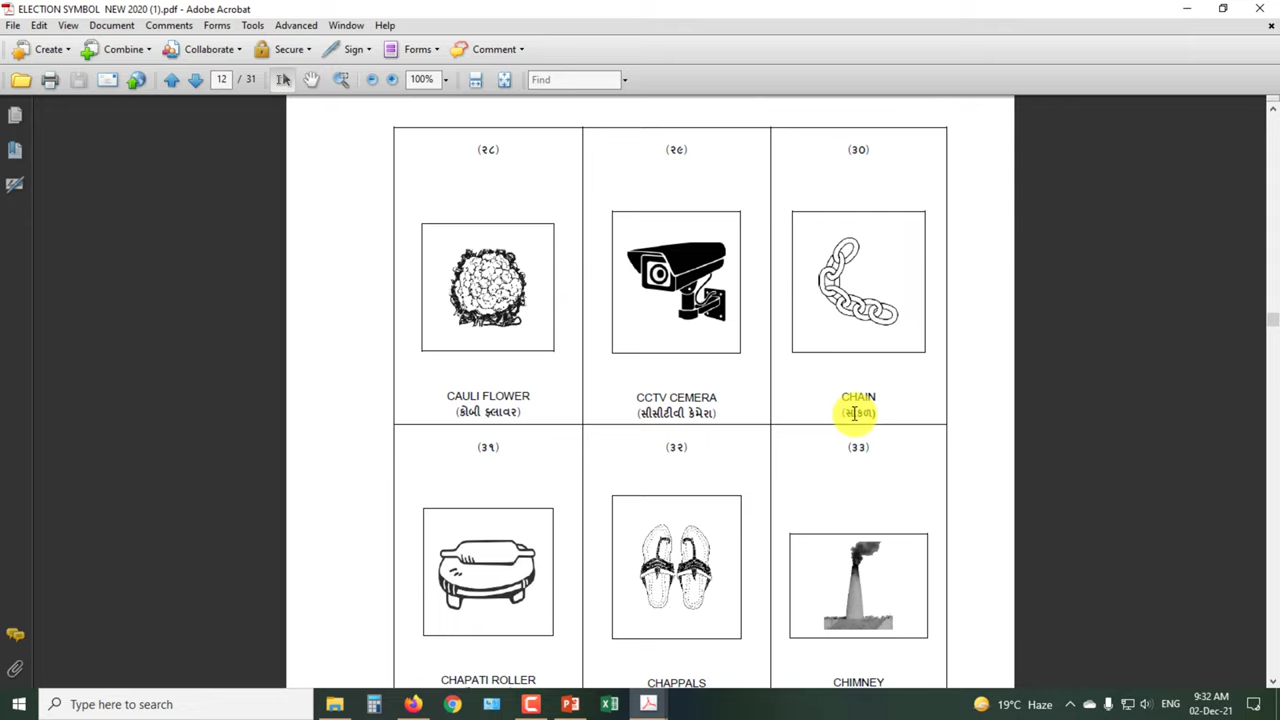 ELECTION SYMBOL NEW 2020 (1).pdf - Adobe Acrobat
File Edit View Document Comments Forms Tools Advanced Window Help
Create Combine Collaborate Secure Sign Forms Comment
12 / 31 100% Find
(૨૮) (૨૯) (૩૦)
CAULI FLOWER CCTV CEMERA CHAIN
(કોબી ફ્લાવર) (સીસીટીવી કેમેરા) (સાંકળ)
(૩૧) (૩૨) (૩૩)
CHAPATI ROLLER CHAPPALS CHIMNEY
Type here to search 19°C Haze ENG 9:32 AM
02-Dec-21